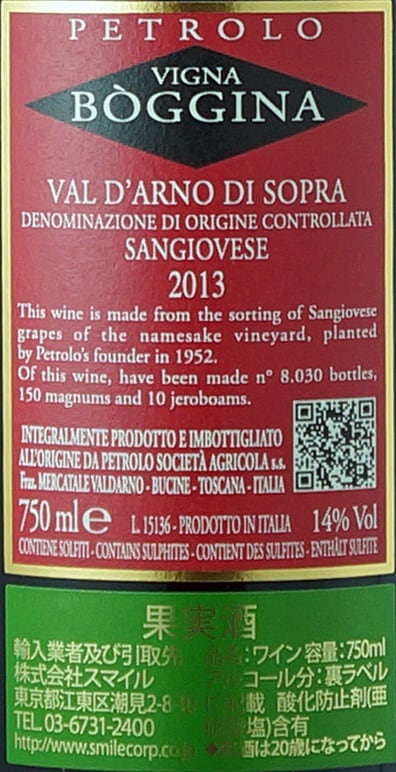 PETROLO
VIGNA
BÒGGINA
VAL D'ARNO DI SOPRA
DENOMINAZIONE DI ORIGINE CONTROLLATA
SANGIOVESE
2013
This wine is made from the sorting of Sangiovese
grapes of the namesake vineyard, planted
by Petrolo's founder in 1952.
Of this wine, have been made n° 8.030 bottles,
150 magnums and 10 jeroboams.
INTEGRALMENTE PRODOTTO E IMBOTTIGLIATO
ALL'ORIGINE DA PETROLO SOCIETÀ AGRICOLA s.s.
Fraz. MERCATALE VALDARNO - BUCINE - TOSCANA - ITALIA
750 ml e L. 15136 - PRODOTTO IN ITALIA 14% Vol
CONTIENE SOLFITI - CONTAINS SULPHITES - CONTIENT DES SULFITES - ENTHÄLT SULFITE
果実酒
輸入業者及び引取先 :ワイン 容量:750ml
株式会社スマイル コール分:裏ラベル
東京都江東区潮見2-8- 記載 酸化防止剤(亜
TEL. 03-6731-2400 塩)含有
http://www.smilecorp.co 酒は20歳になってから